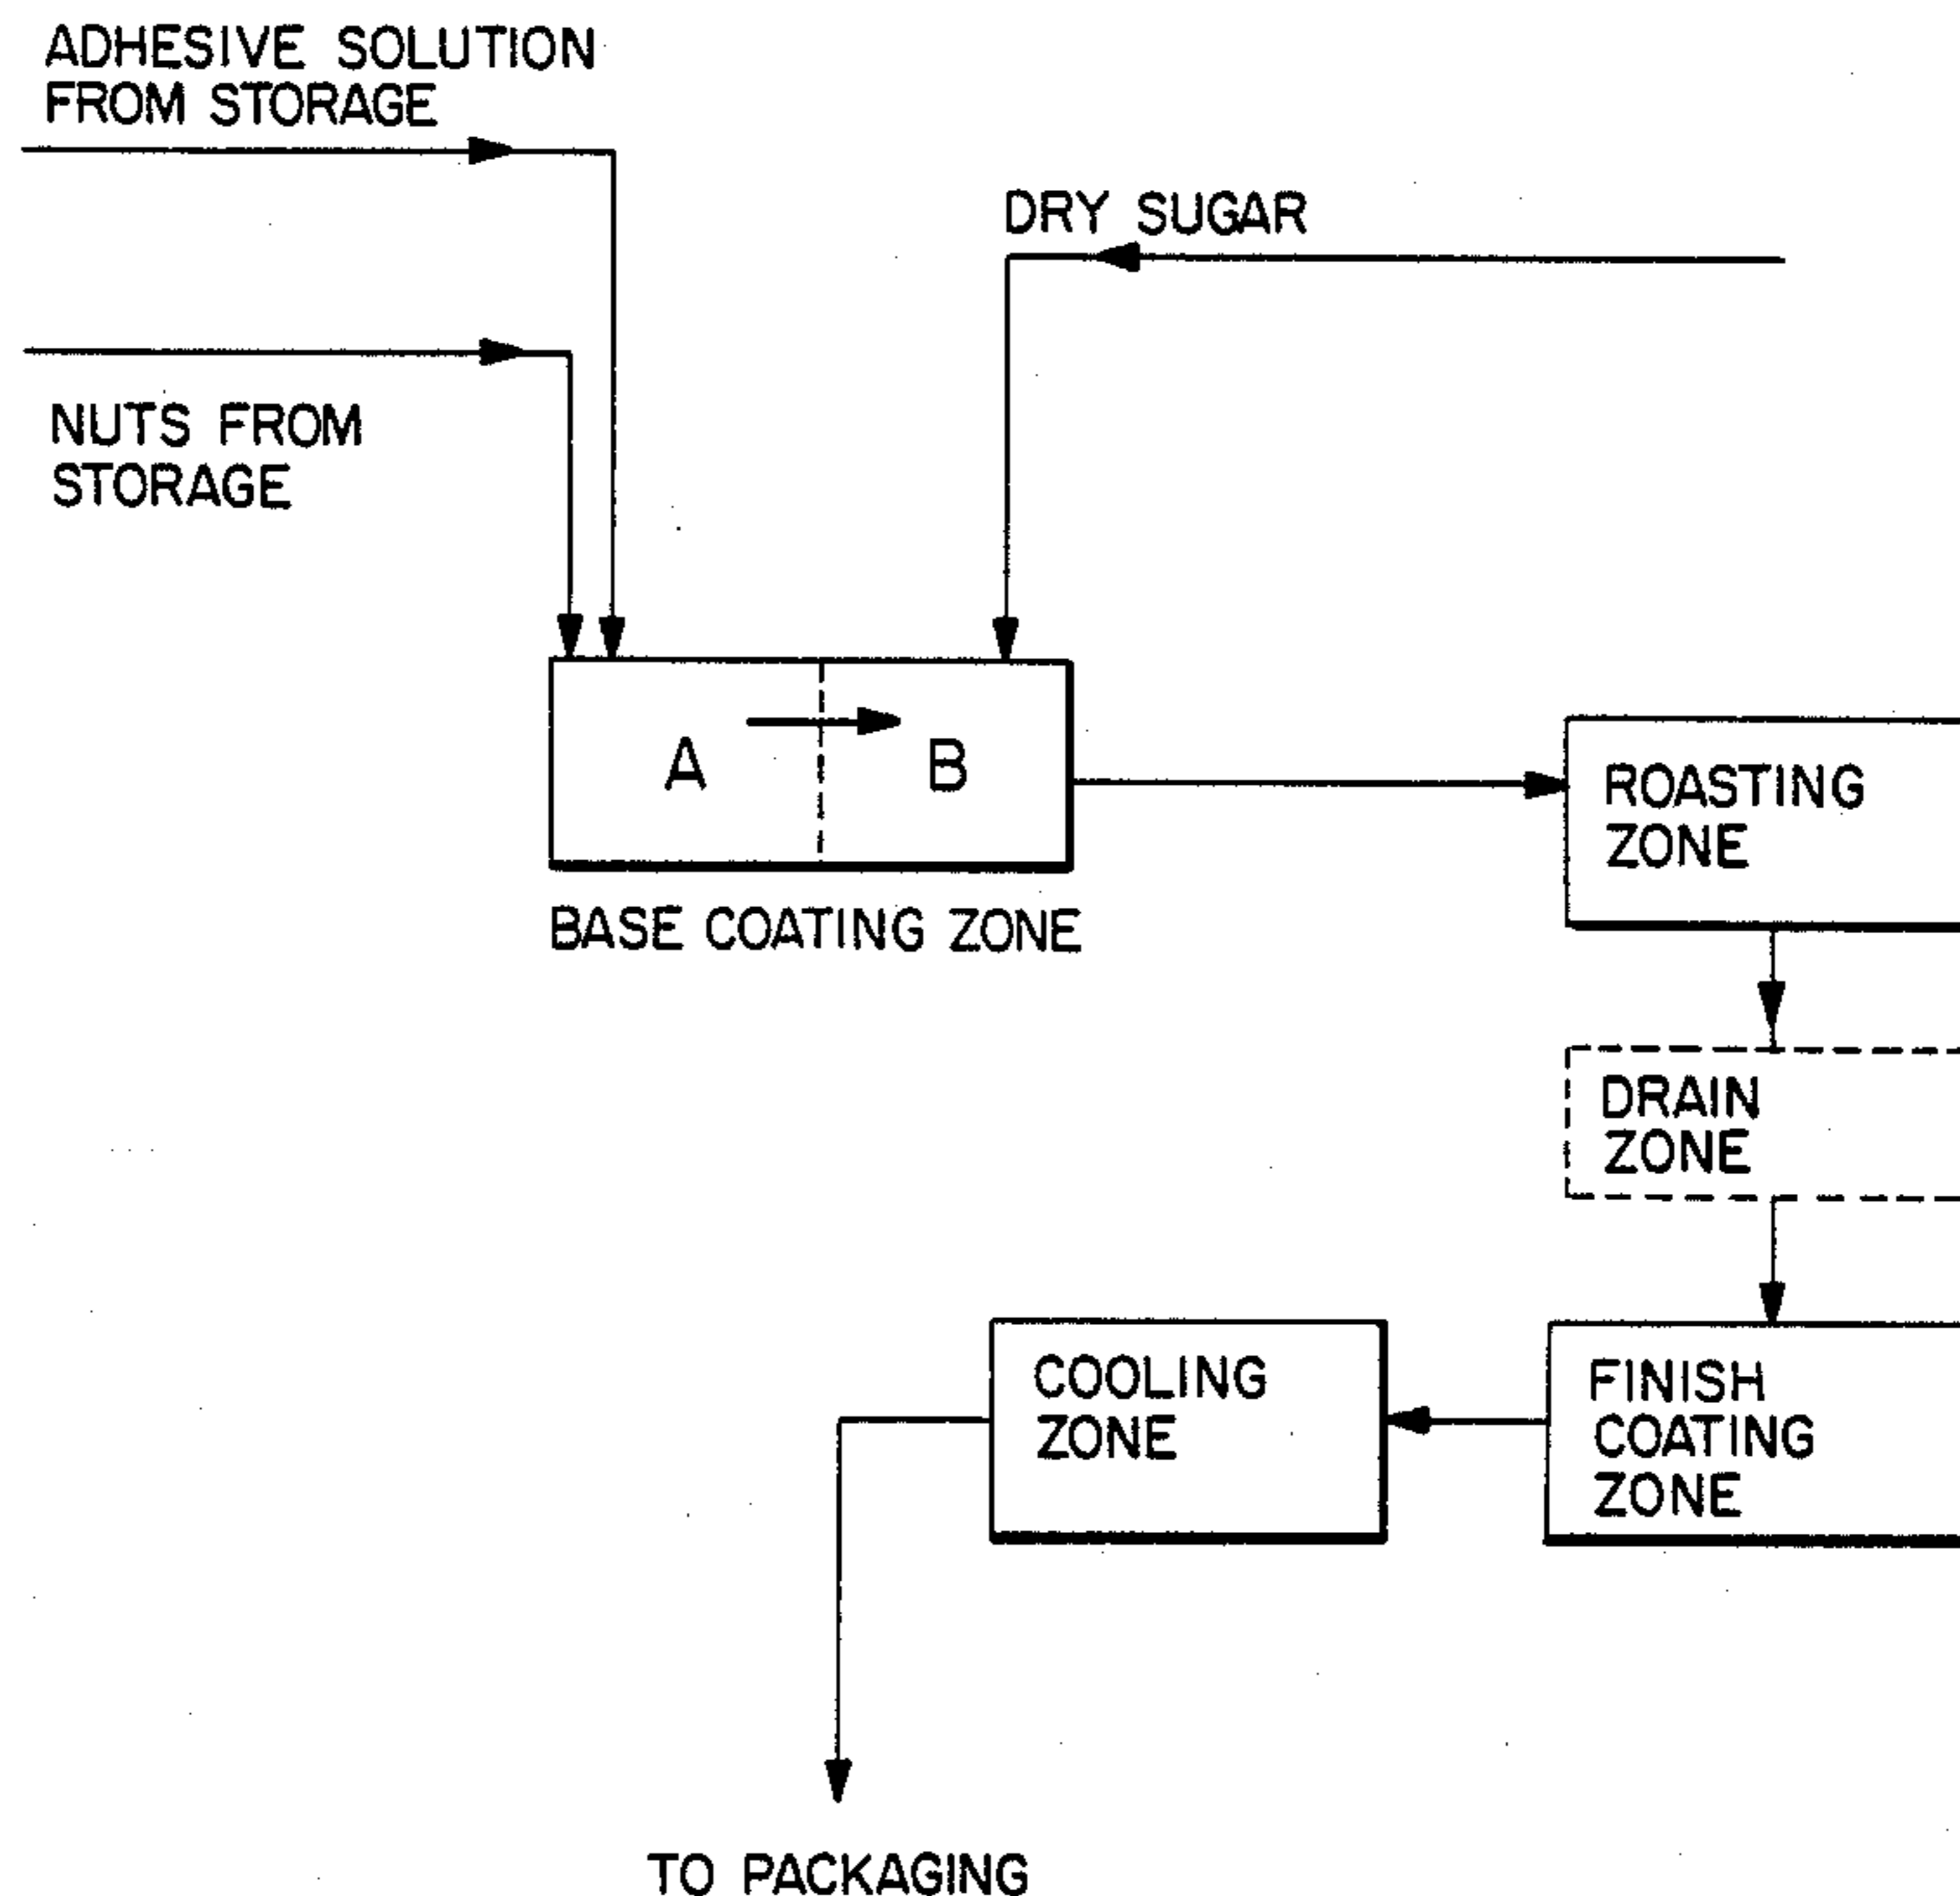 ADHESIVE SOLUTION
FROM STORAGE
DRY SUGAR
NUTS FROM
STORAGE
A
B
BASE COATING ZONE
ROASTING
ZONE
DRAIN
ZONE
COOLING
ZONE
FINISH
COATING
ZONE
TO PACKAGING